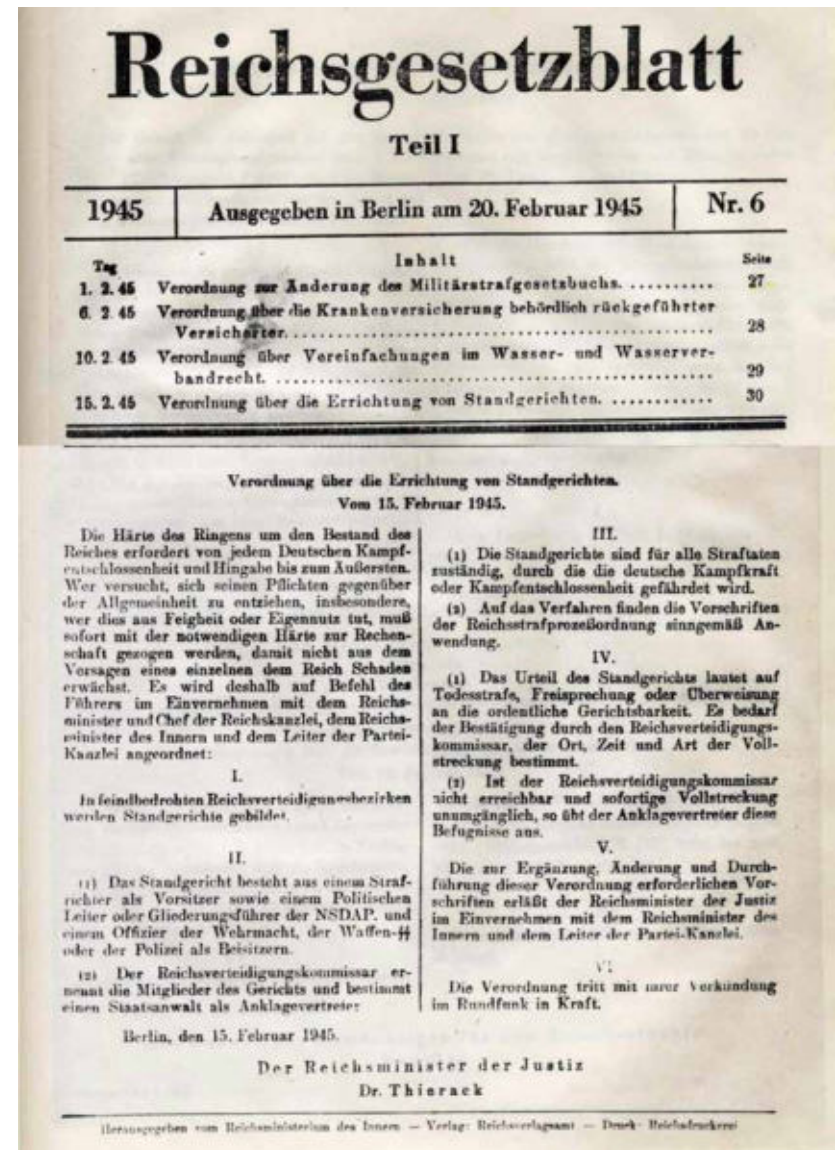 Reichsgesetzblatt
Teil I
1945
Ausgegeben in Berlin am 20. Februar 1945
Nr. 6
Tag
Inhalt
Seite
1. 2. 45 Verordnung zur Änderung des Militärstrafgesetzbuchs. .......... 27
6. 2. 45 Verordnung über die Krankenversicherung behördlich rückgeführter
Versicherter. .......... 28
10. 2. 45 Verordnung über Vereinfachungen im Wasser- und Wasserver-
bandrecht. .......... 29
15. 2. 45 Verordnung über die Errichtung von Standgerichten. .......... 30
Verordnung über die Errichtung von Standgerichten.
Vom 15. Februar 1945.
Die Härte des Ringens um den Bestand des
Reiches erfordert von jedem Deutschen Kampf-
entschlossenheit und Hingabe bis zum Äußersten.
Wer versucht, sich seinen Pflichten gegenüber
der Allgemeinheit zu entziehen, insbesondere,
wer dies aus Feigheit oder Eigennutz tut, muß
sofort mit der notwendigen Härte zur Rechen-
schaft gezogen werden, damit nicht aus dem
Versagen eines einzelnen dem Reich Schaden
erwächst. Es wird deshalb auf Befehl des
Führers im Einvernehmen mit dem Reichs-
minister und Chef der Reichskanzlei, dem Reichs-
minister des Innern und dem Leiter der Partei-
Kanzlei angeordnet:
I.
In feindbedrohten Reichsverteidigungsbezirken
werden Standgerichte gebildet.
II.
(1) Das Standgericht besteht aus einem Straf-
richter als Vorsitzer sowie einem Politischen
Leiter oder Gliederungsführer der NSDAP. und
einem Offizier der Wehrmacht, der Waffen-ϟϟ
oder der Polizei als Beisitzern.
(2) Der Reichsverteidigungskommissar er-
nennt die Mitglieder des Gerichts und bestimmt
einen Staatsanwalt als Anklagevertreter
III.
(1) Die Standgerichte sind für alle Straftaten
zuständig, durch die die deutsche Kampfkraft
oder Kampfentschlossenheit gefährdet wird.
(2) Auf das Verfahren finden die Vorschriften
der Reichsstrafprozeßordnung sinngemäß An-
wendung.
IV.
(1) Das Urteil des Standgerichts lautet auf
Todesstrafe, Freisprechung oder Überweisung
an die ordentliche Gerichtsbarkeit. Es bedarf
der Bestätigung durch den Reichsverteidigungs-
kommissar, der Ort, Zeit und Art der Voll-
streckung bestimmt.
(2) Ist der Reichsverteidigungskommissar
nicht erreichbar und sofortige Vollstreckung
unumgänglich, so übt der Anklagevertreter diese
Befugnisse aus.
V.
Die zur Ergänzung, Änderung und Durch-
führung dieser Verordnung erforderlichen Vor-
schriften erläßt der Reichsminister der Justiz
im Einvernehmen mit dem Reichsminister des
Innern und dem Leiter der Partei-Kanzlei.
VI.
Die Verordnung tritt mit ihrer Verkündung
im Rundfunk in Kraft.
Berlin, den 15. Februar 1945.
Der Reichsminister der Justiz
Dr. Thierack
Herausgegeben vom Reichsministerium des Innern — Verlag: Reichsverlagsamt — Druck: Reichsdruckerei